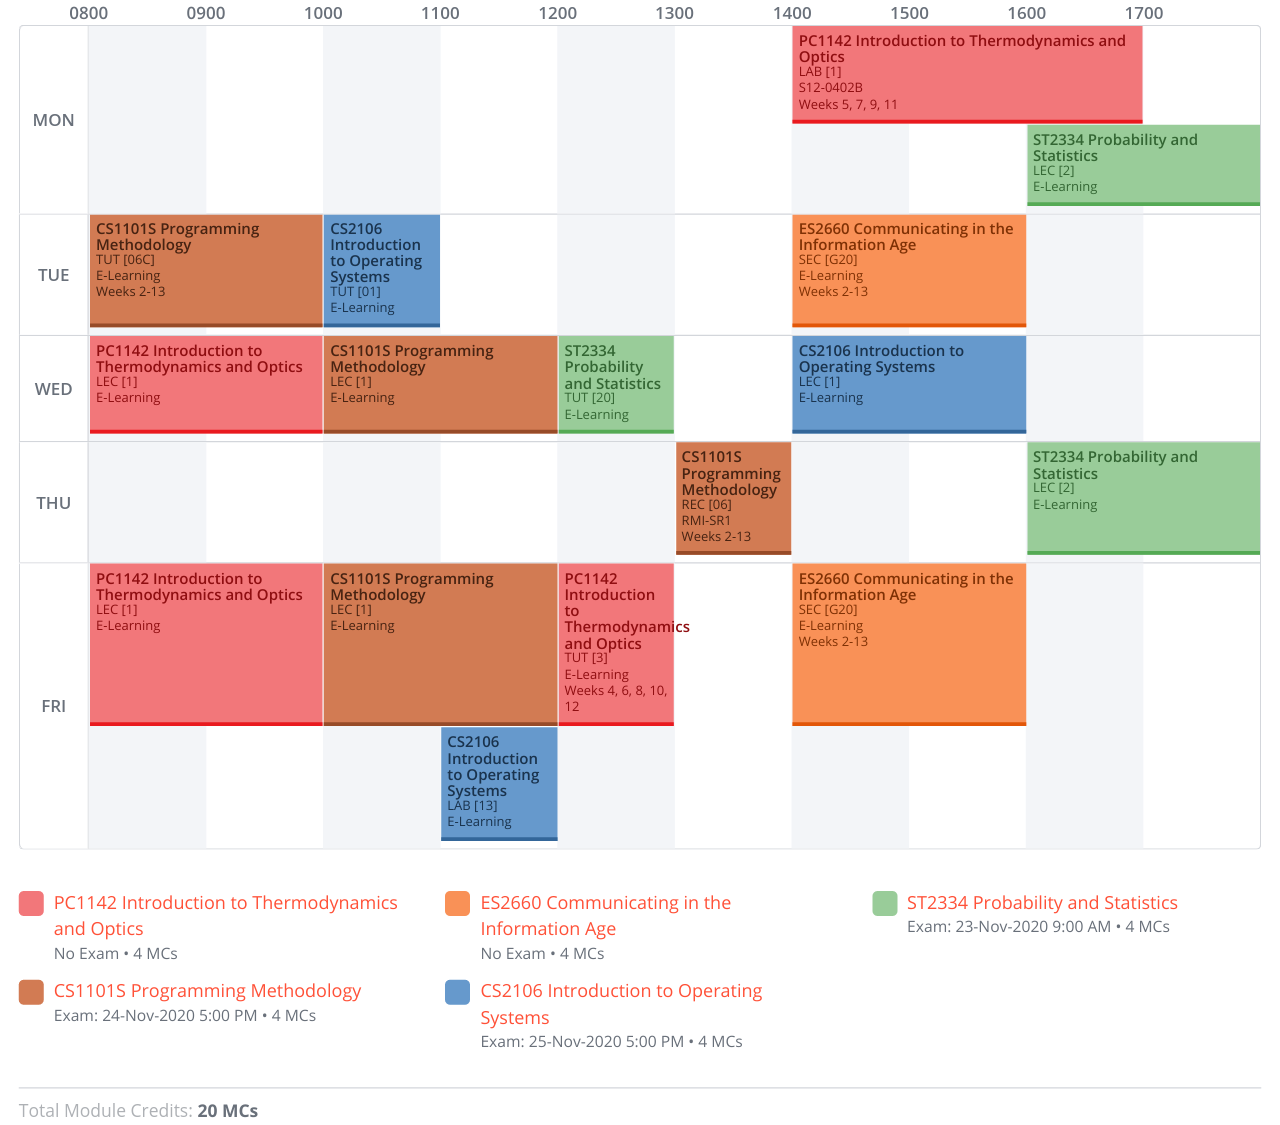 0800 0900 1000 1100 1200 1300 1400 1500 1600 1700
MON
PC1142 Introduction to Thermodynamics and
Optics
LAB [1]
S12-0402B
Weeks 5, 7, 9, 11
ST2334 Probability and
Statistics
LEC [2]
E-Learning
TUE
CS1101S Programming
Methodology
TUT [06C]
E-Learning
Weeks 2-13
CS2106
Introduction
to Operating
Systems
TUT [01]
E-Learning
ES2660 Communicating in the
Information Age
SEC [G20]
E-Learning
Weeks 2-13
WED
PC1142 Introduction to
Thermodynamics and Optics
LEC [1]
E-Learning
CS1101S Programming
Methodology
LEC [1]
E-Learning
ST2334
Probability
and Statistics
TUT [20]
E-Learning
CS2106 Introduction to
Operating Systems
LEC [1]
E-Learning
THU
CS1101S
Programming
Methodology
REC [06]
RMI-SR1
Weeks 2-13
ST2334 Probability and
Statistics
LEC [2]
E-Learning
FRI
PC1142 Introduction to
Thermodynamics and Optics
LEC [1]
E-Learning
CS1101S Programming
Methodology
LEC [1]
E-Learning
PC1142
Introduction
to
Thermodynamics
and Optics
TUT [3]
E-Learning
Weeks 4, 6, 8, 10,
12
ES2660 Communicating in the
Information Age
SEC [G20]
E-Learning
Weeks 2-13
CS2106
Introduction
to Operating
Systems
LAB [13]
E-Learning
PC1142 Introduction to Thermodynamics
and Optics
No Exam • 4 MCs
ES2660 Communicating in the
Information Age
No Exam • 4 MCs
ST2334 Probability and Statistics
Exam: 23-Nov-2020 9:00 AM • 4 MCs
CS1101S Programming Methodology
Exam: 24-Nov-2020 5:00 PM • 4 MCs
CS2106 Introduction to Operating
Systems
Exam: 25-Nov-2020 5:00 PM • 4 MCs
Total Module Credits: 20 MCs